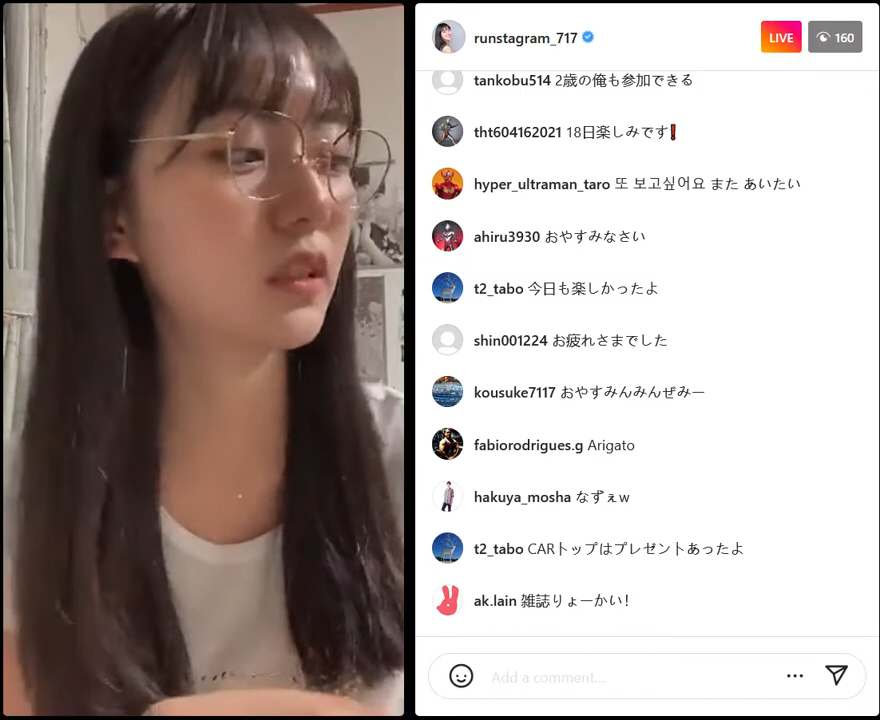 runstagram_717
LIVE
160
tankobu514 2歳の俺も参加できる
tht604162021 18日楽しみです❗
hyper_ultraman_taro 또 보고싶어요 また あいたい
ahiru3930 おやすみなさい
t2_tabo 今日も楽しかったよ
shin001224 お疲れさまでした
kousuke7117 おやすみんみんぜみー
fabiorodrigues.g Arigato
hakuya_mosha なずぇw
t2_tabo CARトップはプレゼントあったよ
ak.lain 雑誌りょーかい!
Add a comment...